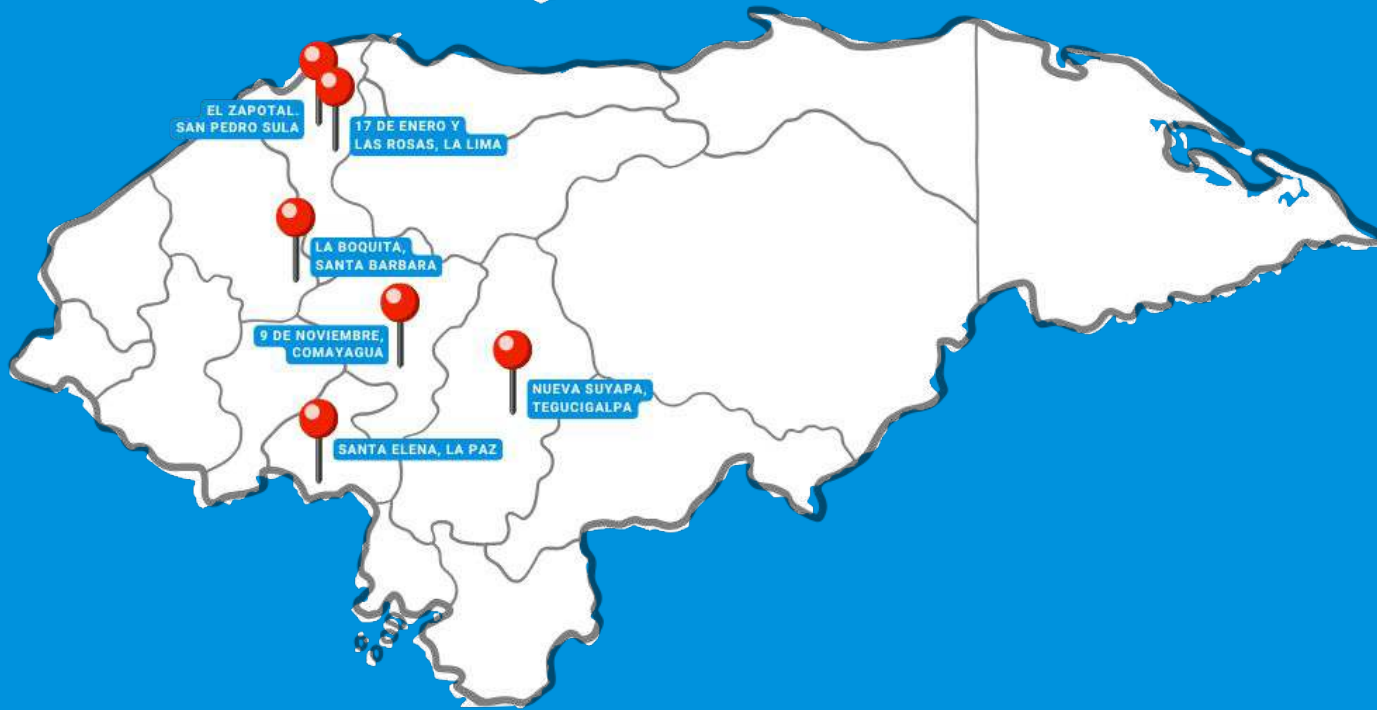 EL ZAPOTAL.
SAN PEDRO SULA
17 DE ENERO Y
LAS ROSAS, LA LIMA
LA BOQUITA,
SANTA BARBARA
9 DE NOVIEMBRE,
COMAYAGUA
NUEVA SUYAPA,
TEGUCIGALPA
SANTA ELENA, LA PAZ